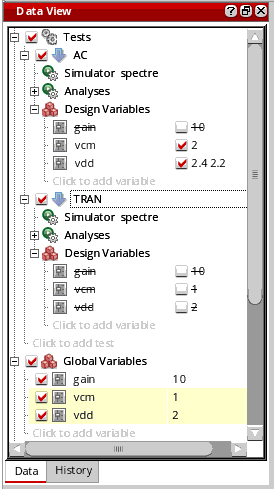 Data View
Tests
AC
Simulator spectre
Analyses
Design Variables
gain 10
vcm 2
vdd 2.4 2.2
Click to add variable
TRAN
Simulator spectre
Analyses
Design Variables
gain 10
vcm 1
vdd 2
Click to add variable
Click to add test
Global Variables
gain 10
vcm 1
vdd 2
Click to add variable
Data History